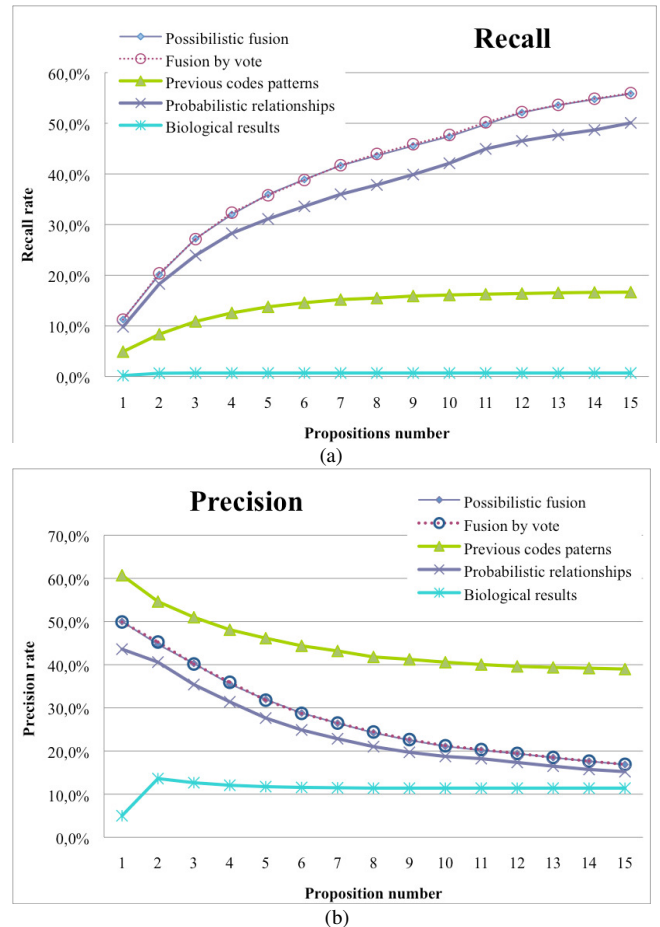 Recall
Possibilistic fusion
Fusion by vote
Previous codes patterns
Probabilistic relationships
Biological results
60,0%
50,0%
40,0%
30,0%
20,0%
10,0%
0,0%
Recall rate
1 2 3 4 5 6 7 8 9 10 11 12 13 14 15
Propositions number
(a)
Precision
Possibilistic fusion
Fusion by vote
Previous codes paterns
Probabilistic relationships
Biological results
70,0%
60,0%
50,0%
40,0%
30,0%
20,0%
10,0%
0,0%
Precision rate
1 2 3 4 5 6 7 8 9 10 11 12 13 14 15
Proposition number
(b)